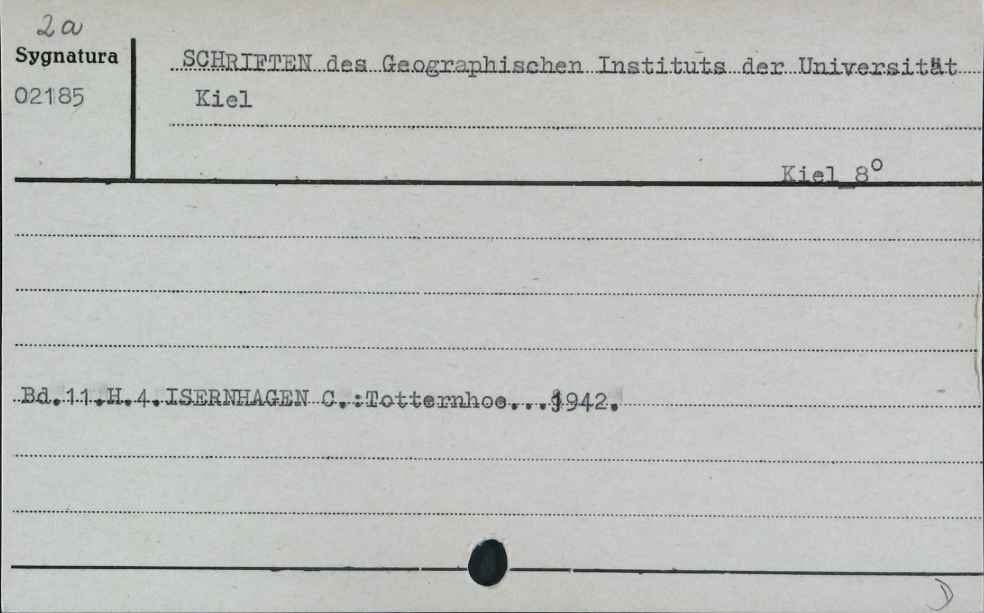 2a
Sygnatura
02185
SCHRIFTEN des Geographischen Instituts der Universität
Kiel
Kiel 8°
Bd.11.H.4.ISERNHAGEN C.:Totternhoe...1942.